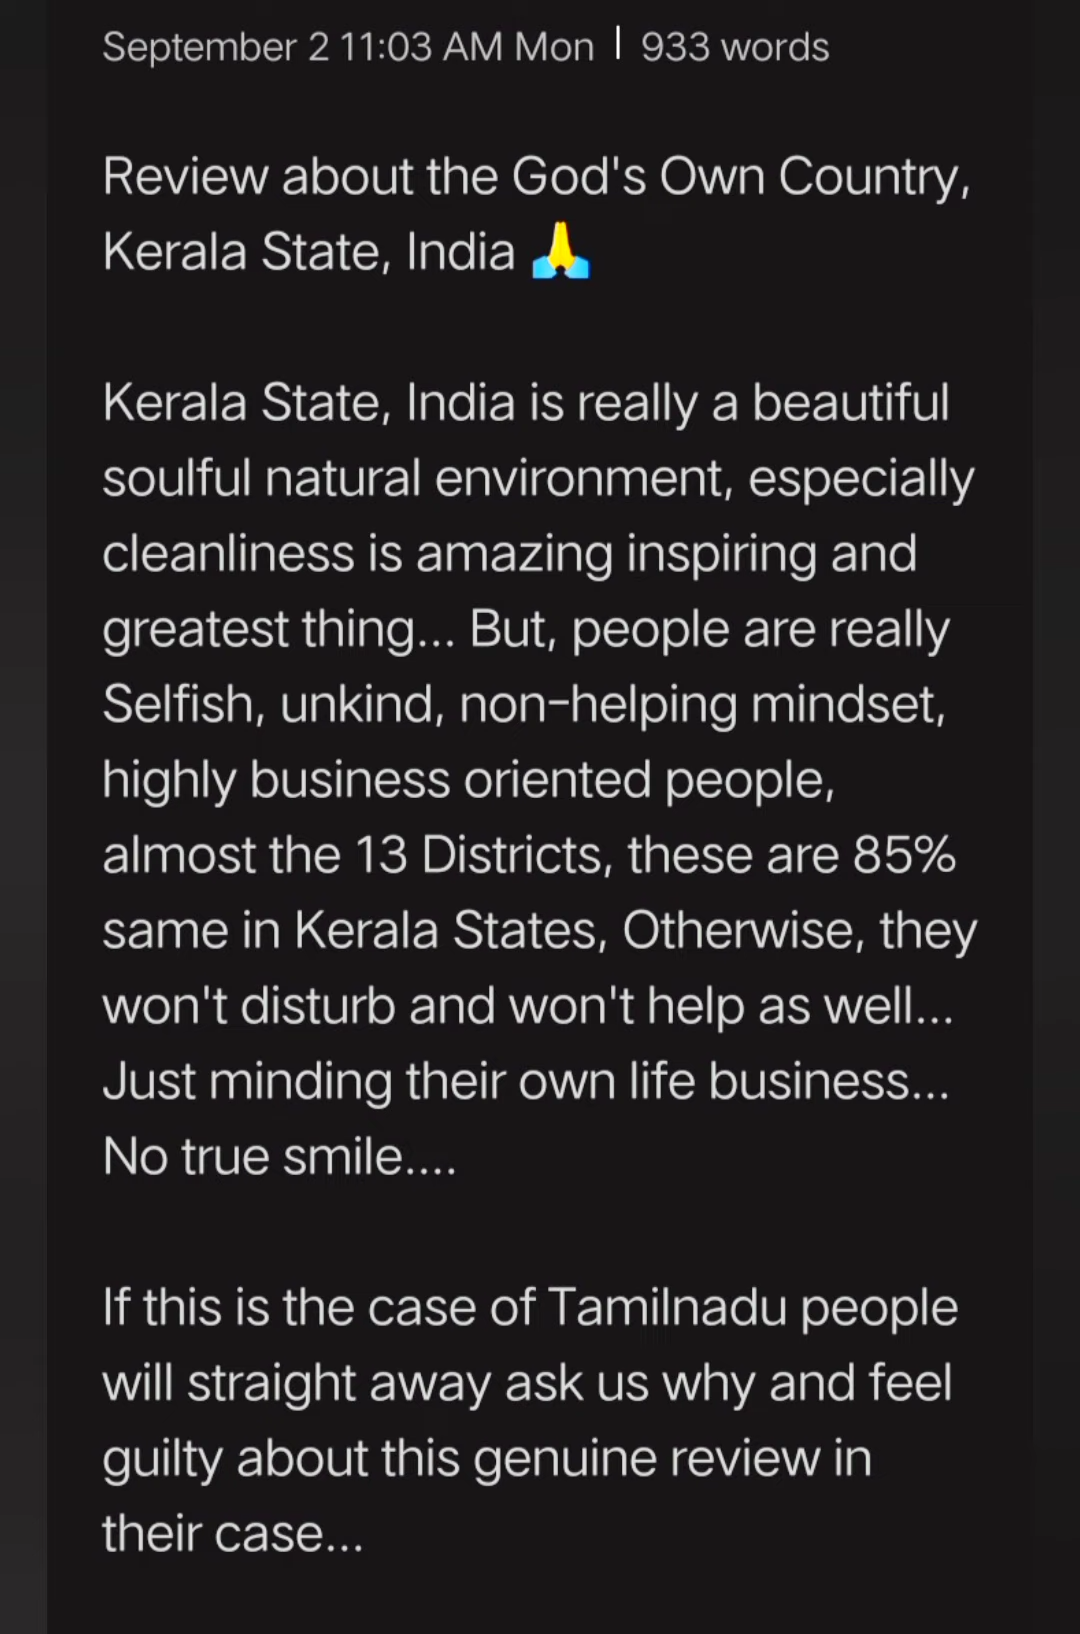 September 2 11:03 AM Mon | 933 words
Review about the God's Own Country,
Kerala State, India 🙏
Kerala State, India is really a beautiful
soulful natural environment, especially
cleanliness is amazing inspiring and
greatest thing... But, people are really
Selfish, unkind, non-helping mindset,
highly business oriented people,
almost the 13 Districts, these are 85%
same in Kerala States, Otherwise, they
won't disturb and won't help as well...
Just minding their own life business...
No true smile....
If this is the case of Tamilnadu people
will straight away ask us why and feel
guilty about this genuine review in
their case...